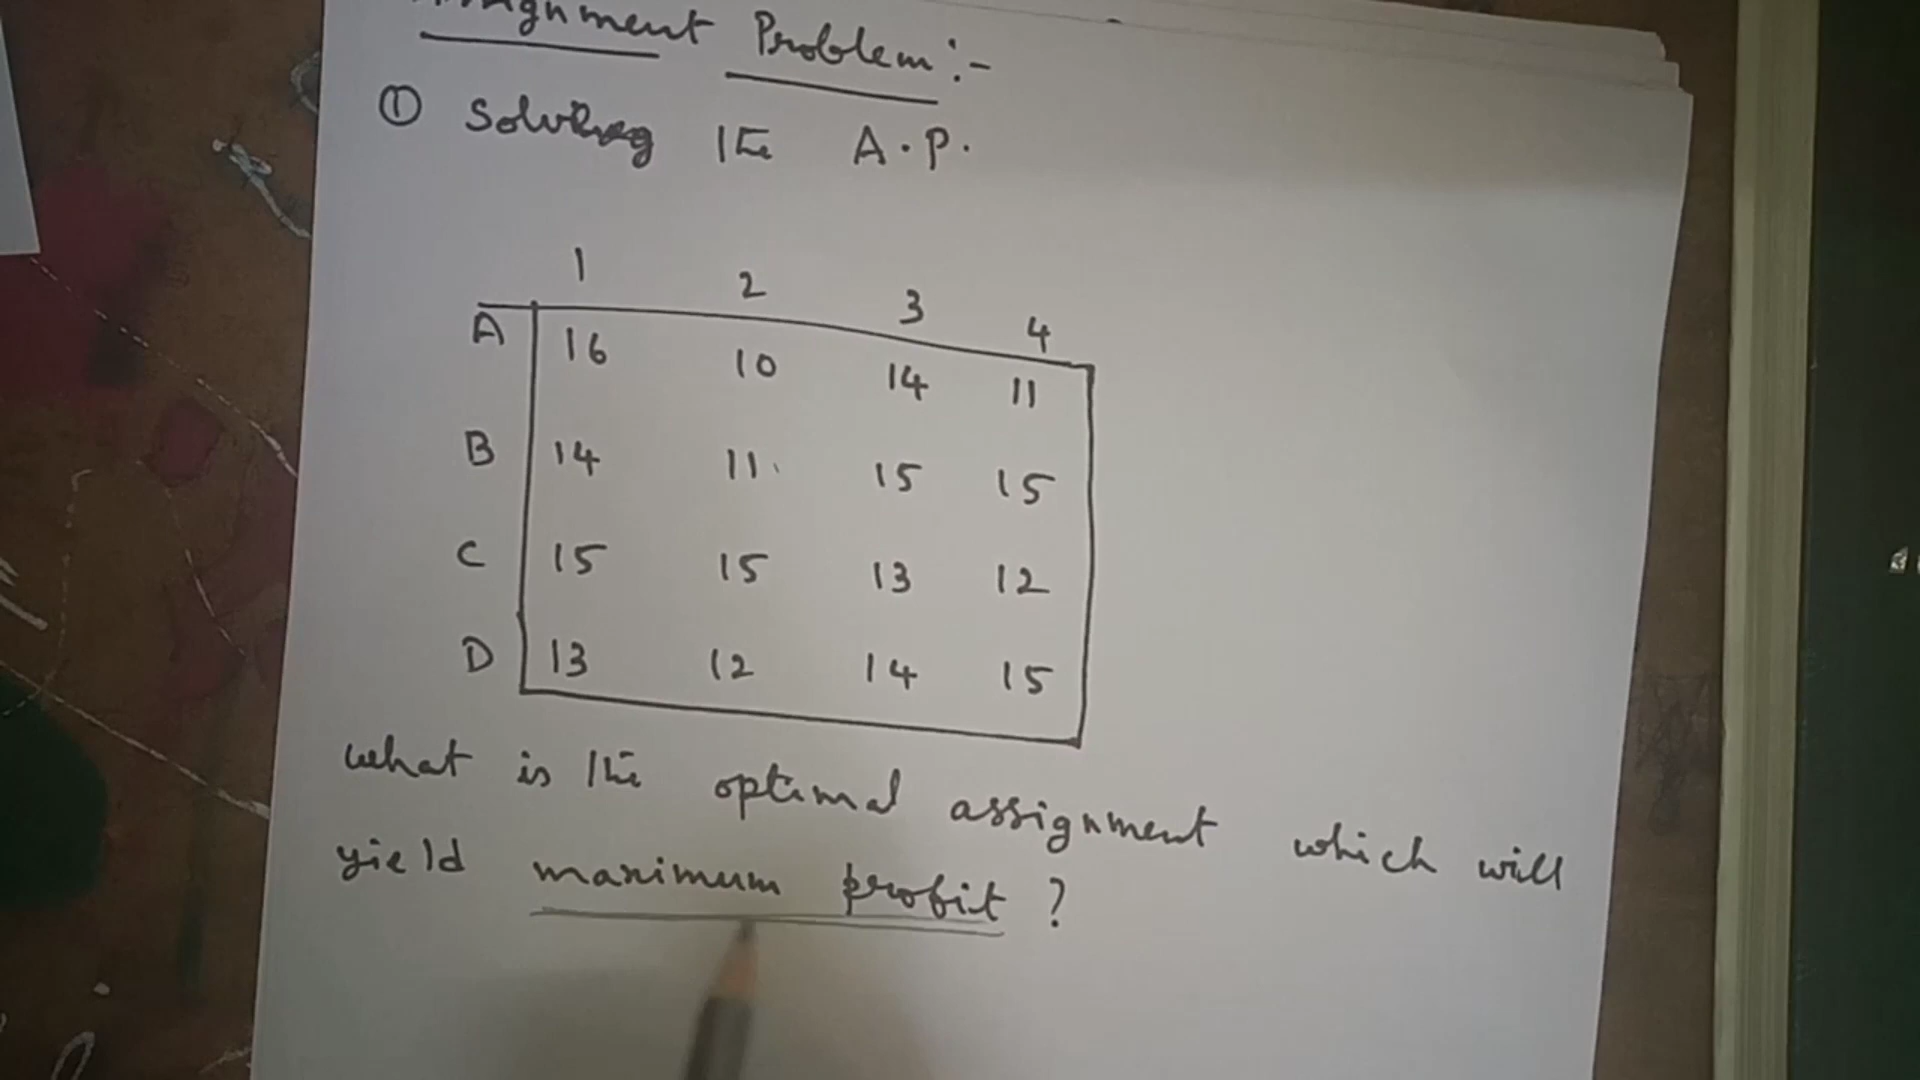 Assignment Problem:-
① Solving the A.P.
1 2 3 4
A 16 10 14 11
B 14 11 15 15
C 15 15 13 12
D 13 12 14 15
what is the optimal assignment which will
yield maximum profit ?